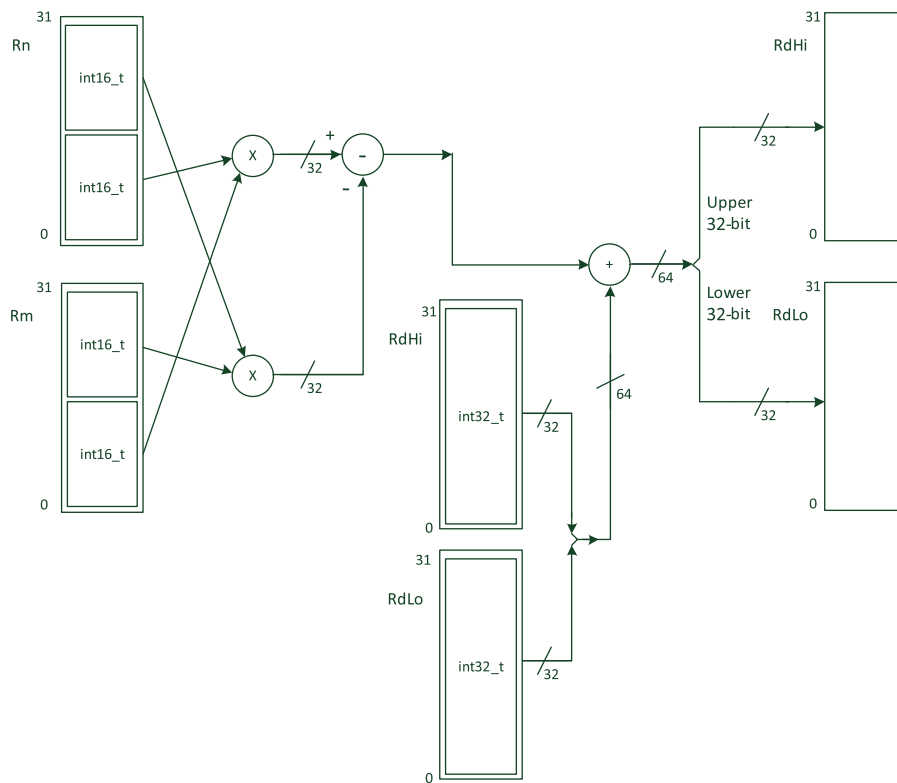 31
Rn
int16_t
int16_t
0
31
Rm
int16_t
int16_t
0
X
X
+
32
-
-
32
31
RdHi
int32_t
0
32
31
RdLo
int32_t
0
32
64
+
64
Upper
32-bit
Lower
32-bit
32
32
31
RdHi
0
31
RdLo
0